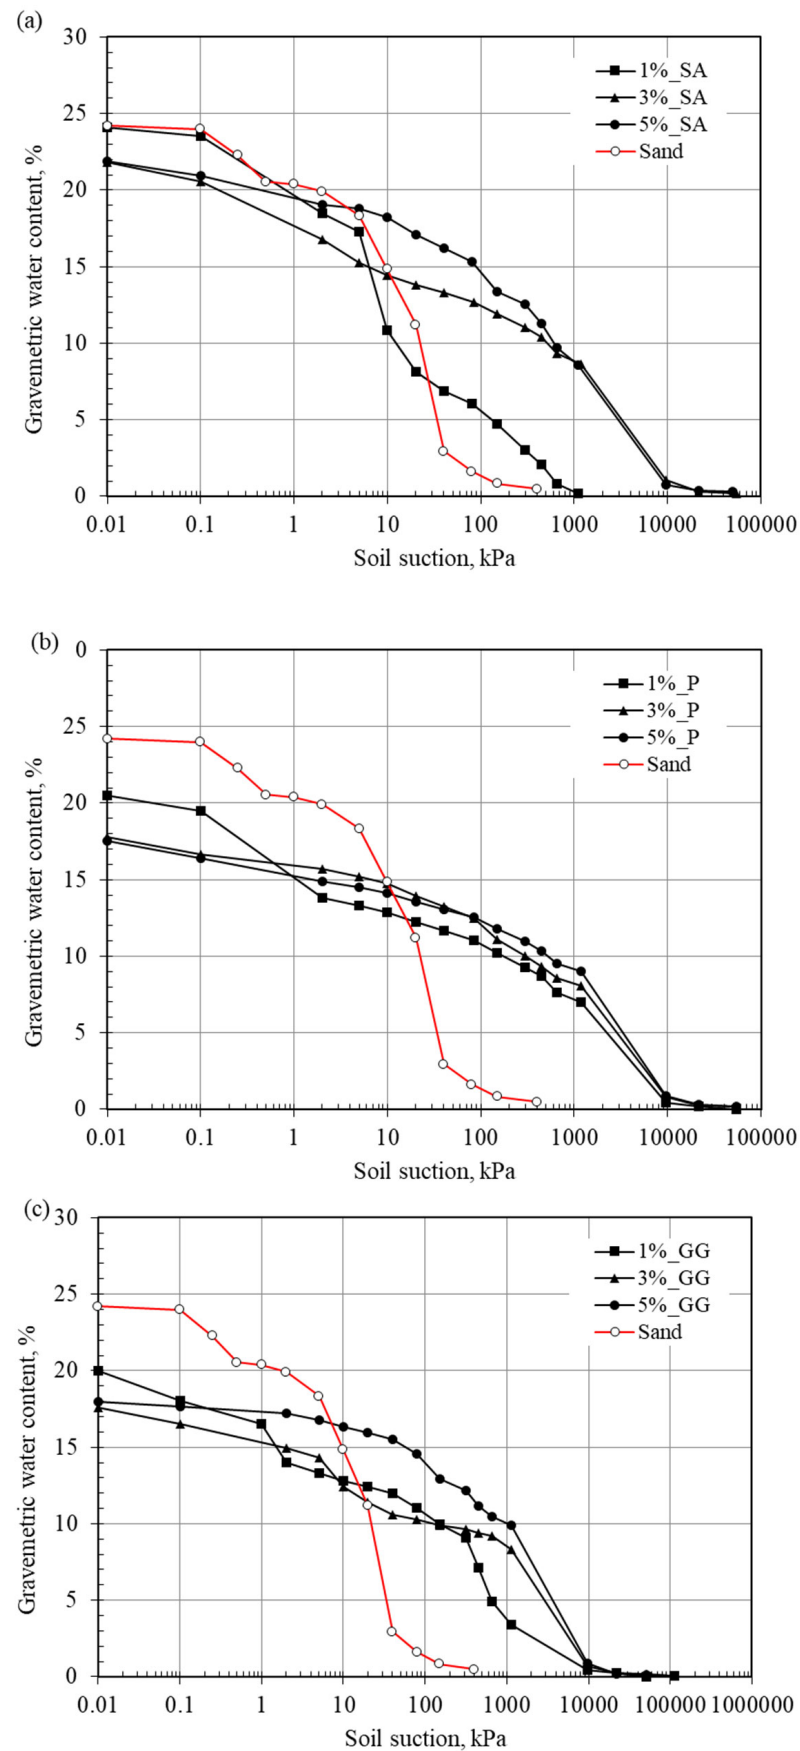 (a)
30
25
20
15
10
5
0
Gravemetric water content, %
1%_SA
3%_SA
5%_SA
Sand
0.01 0.1 1 10 100 1000 10000 100000
Soil suction, kPa
(b)
0
25
20
15
10
5
0
Gravemetric water content, %
1%_P
3%_P
5%_P
Sand
0.01 0.1 1 10 100 1000 10000 100000
Soil suction, kPa
(c)
30
25
20
15
10
5
0
Gravemetric water content, %
1%_GG
3%_GG
5%_GG
Sand
0.01 0.1 1 10 100 1000 10000 100000 1000000
Soil suction, kPa